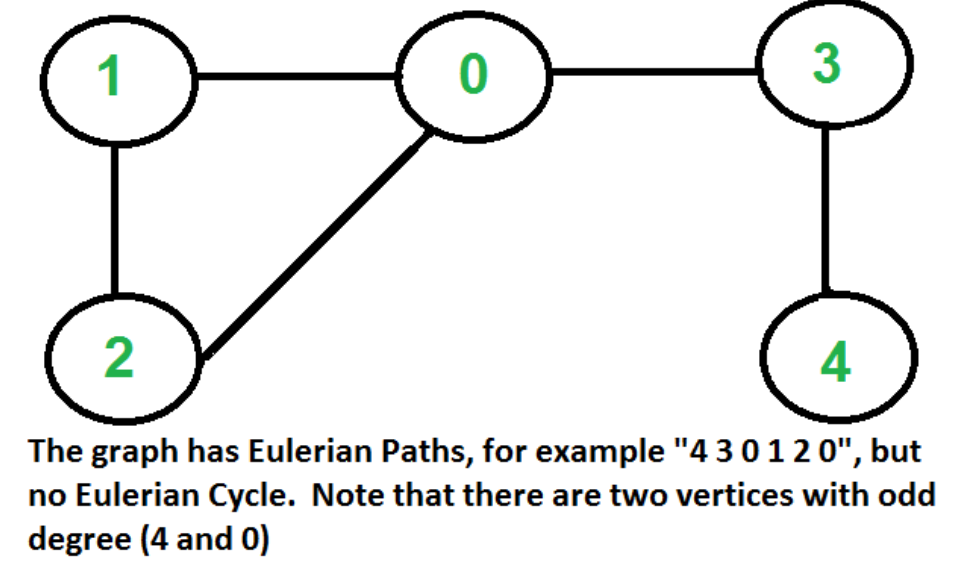 1 0 3
2 4
The graph has Eulerian Paths, for example "4 3 0 1 2 0", but
no Eulerian Cycle.  Note that there are two vertices with odd
degree (4 and 0)